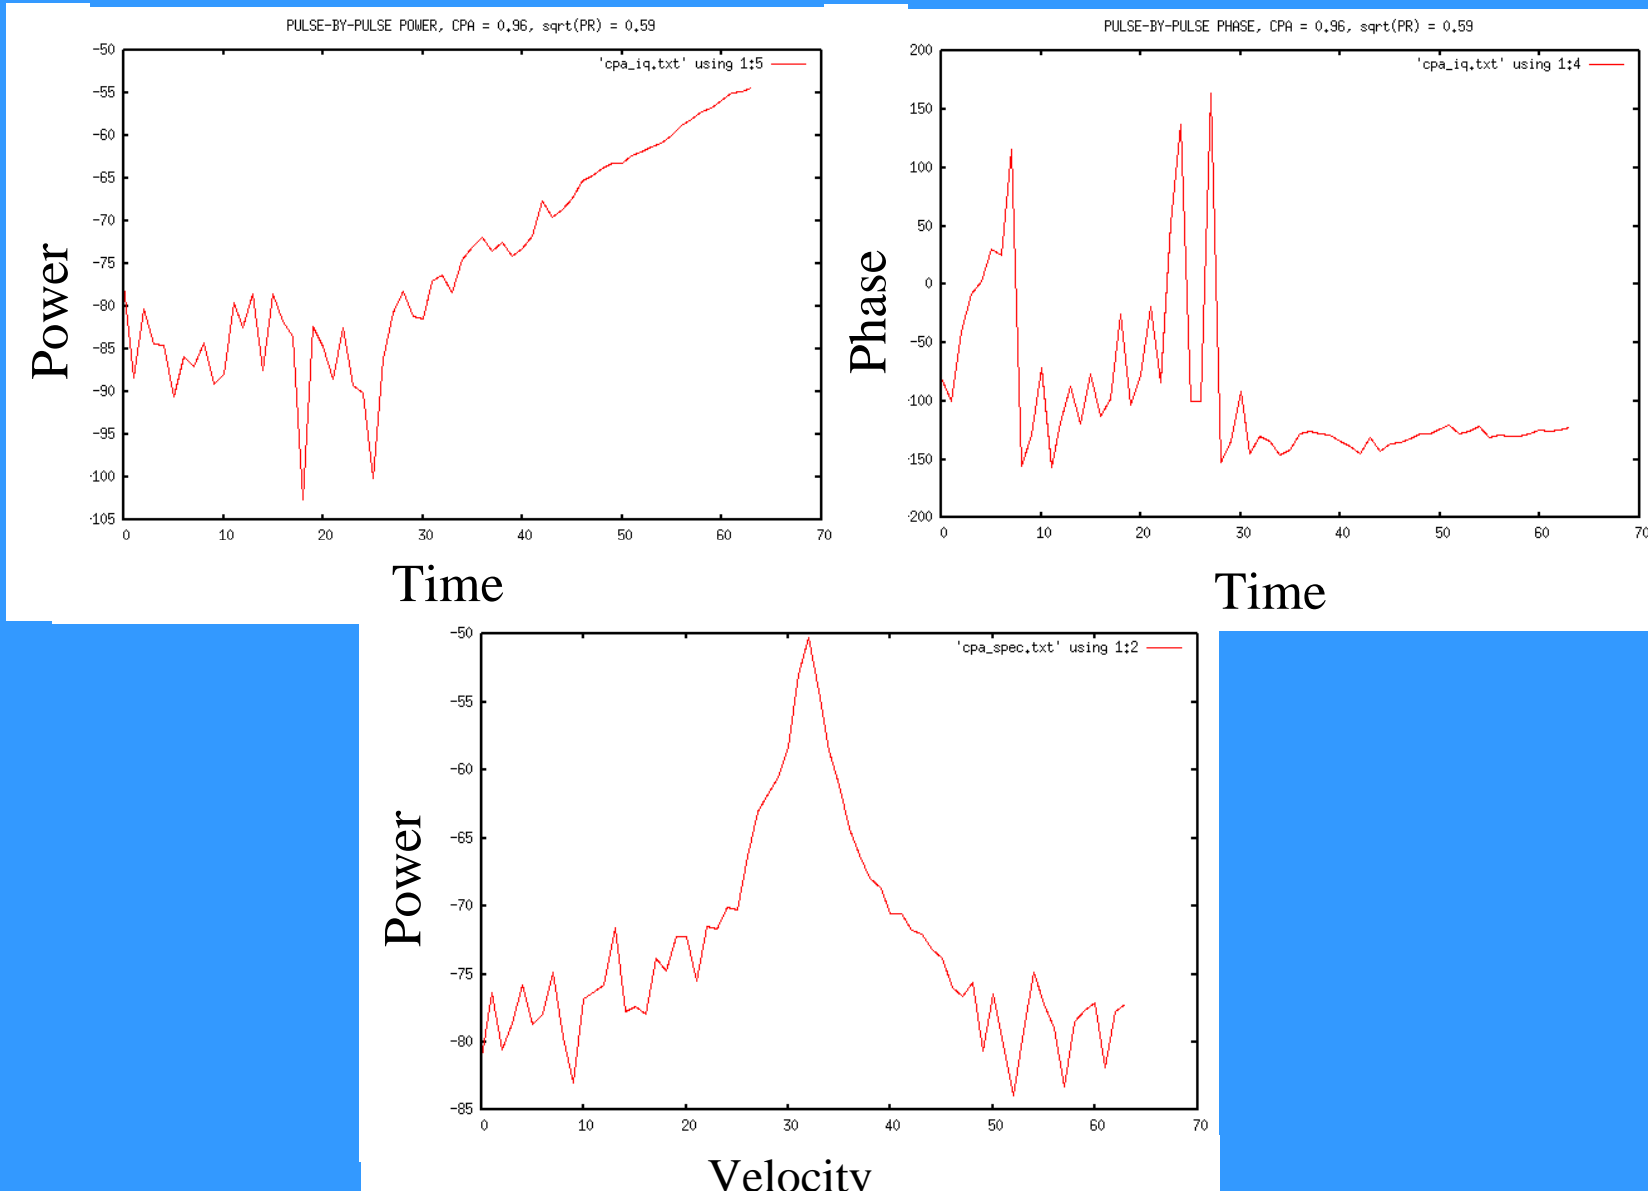 PULSE-BY-PULSE POWER, CPA = 0.96, sqrt(PR) = 0.59
'cpa_iq.txt' using 1:5
-50
-55
-60
-65
-70
-75
-80
-85
-90
-95
-100
-105
0 10 20 30 40 50 60 70
Power
Time
PULSE-BY-PULSE PHASE, CPA = 0.96, sqrt(PR) = 0.59
'cpa_iq.txt' using 1:4
200
150
100
50
0
-50
-100
-150
-200
0 10 20 30 40 50 60 70
Phase
Time
'cpa_spec.txt' using 1:2
-50
-55
-60
-65
-70
-75
-80
-85
0 10 20 30 40 50 60 70
Power
Velocity